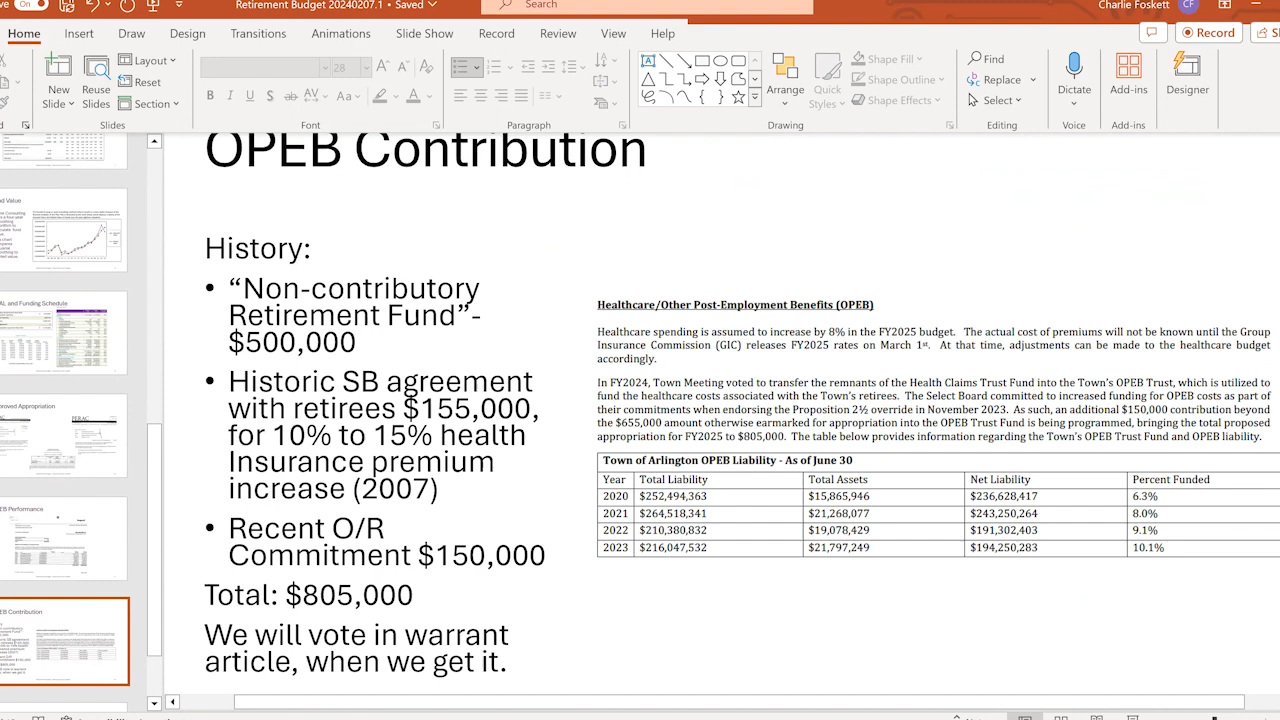 On
Retirement Budget 20240207.1 • Saved
Search
Charlie Foskett
CF
Home Insert Draw Design Transitions Animations Slide Show Record Review View Help
Record
New Slides
Reuse Slides
Layout
Reset
Section
Slides
28
B I U S ab AV Aa A
Font
Paragraph
Arrange
Quick Styles
Shape Fill
Shape Outline
Shape Effects
Drawing
Find
Replace
Select
Editing
Dictate
Voice
Add-ins
Add-ins
Designer
OPEB Contribution
History:
• “Non-contributory
Retirement Fund”-
$500,000
• Historic SB agreement
with retirees $155,000,
for 10% to 15% health
Insurance premium
increase (2007)
• Recent O/R
Commitment $150,000
Total: $805,000
We will vote in warrant
article, when we get it.
Healthcare/Other Post-Employment Benefits (OPEB)
Healthcare spending is assumed to increase by 8% in the FY2025 budget. The actual cost of premiums will not be known until the Group
Insurance Commission (GIC) releases FY2025 rates on March 1st. At that time, adjustments can be made to the healthcare budget
accordingly.
In FY2024, Town Meeting voted to transfer the remnants of the Health Claims Trust Fund into the Town’s OPEB Trust, which is utilized to
fund the healthcare costs associated with the Town’s retirees. The Select Board committed to increased funding for OPEB costs as part of
their commitments when endorsing the Proposition 2½ override in November 2023. As such, an additional $150,000 contribution beyond
the $655,000 amount otherwise earmarked for appropriation into the OPEB Trust Fund is being programmed, bringing the total proposed
appropriation for FY2025 to $805,000. The table below provides information regarding the Town’s OPEB Trust Fund and OPEB liability.
Town of Arlington OPEB Liability - As of June 30
Year Total Liability Total Assets Net Liability Percent Funded
2020 $252,494,363 $15,865,946 $236,628,417 6.3%
2021 $264,518,341 $21,268,077 $243,250,264 8.0%
2022 $210,380,832 $19,078,429 $191,302,403 9.1%
2023 $216,047,532 $21,797,249 $194,250,283 10.1%
Value
and Funding Schedule
Appropriation
PERAC
Performance
Contribution